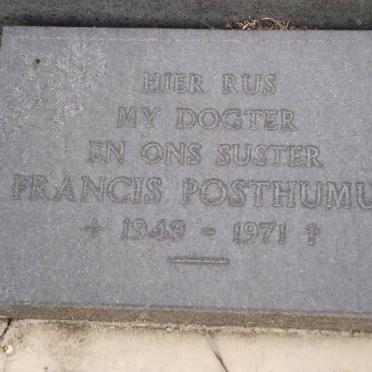 HIER RUS
MY DOGTER
EN ONS SUSTER
FRANCIS POSTHUMU
* 1949 - 1971 †